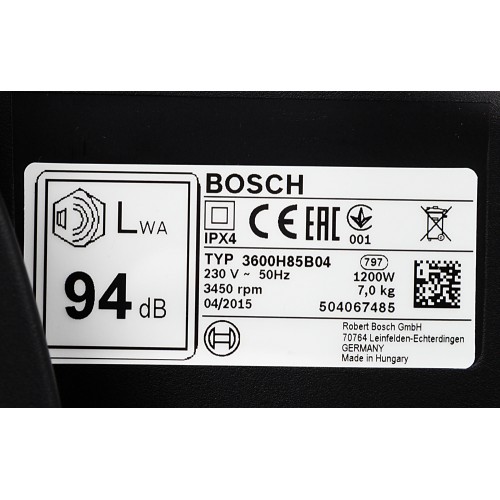 LWA
94 dB
BOSCH
IPX4 CE EAC 001
TYP 3600H85B04 797
230 V ~ 50Hz 1200W
3450 rpm 7,0 kg
04/2015 504067485
Robert Bosch GmbH
70764 Leinfelden-Echterdingen
GERMANY
Made in Hungary